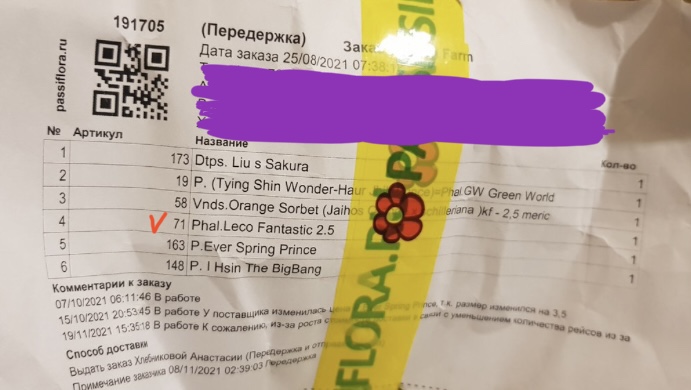 191705
passiflora.ru
(Передержка)
Зака Farm
Дата заказа 25/08/2021 07:38:1
№ Артикул Название Кол-во
1 173 Dtps. Liu s Sakura 1
2 19 P. (Tying Shin Wonder-Haur )=Phal.GW Green World 1
3 58 Vnds.Orange Sorbet (Jaihos )kf - 2,5 meric 1
4 71 Phal.Leco Fantastic 2.5 1
5 163 P.Ever Spring Prince 1
6 148 P. I Hsin The BigBang 1
Комментарии к заказу
07/10/2021 06:11:46 В работе
15/10/2021 20:53:45 В работе У поставщика изменилась цена Spring Prince, т.к. размер изменился на 3,5
19/11/2021 15:35:18 В работе К сожалению, из-за роста в связи с уменьшением количества рейсов из за
Способ доставки
Выдать заказ Хлебниковой Анастасии (Передержка и
Примечание заказчика 08/11/2021 02:39:03 Передержка
FLORA.